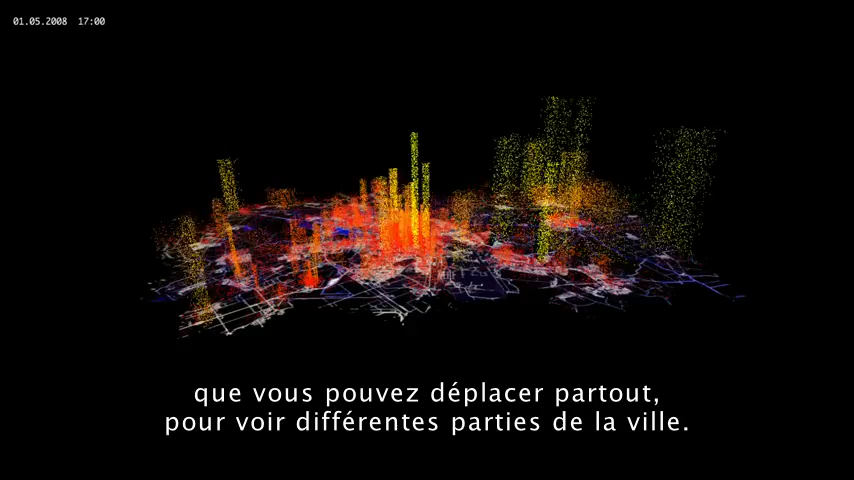 01.05.2008 17:00
que vous pouvez déplacer partout,
pour voir différentes parties de la ville.